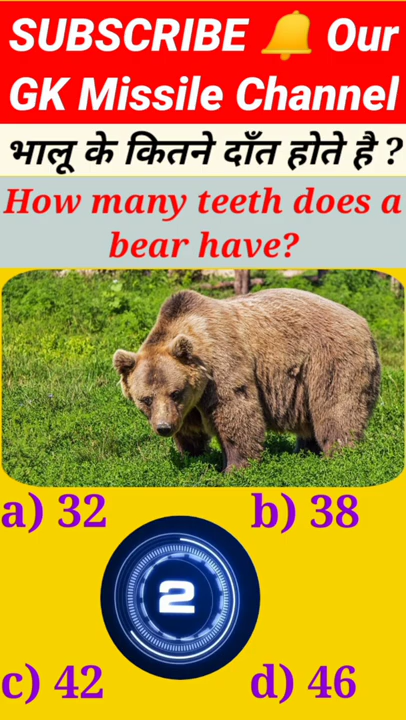 SUBSCRIBE 🔔 Our
GK Missile Channel
भालू के कितने दाँत होते है ?
How many teeth does a
bear have?
a) 32
b) 38
2
c) 42
d) 46